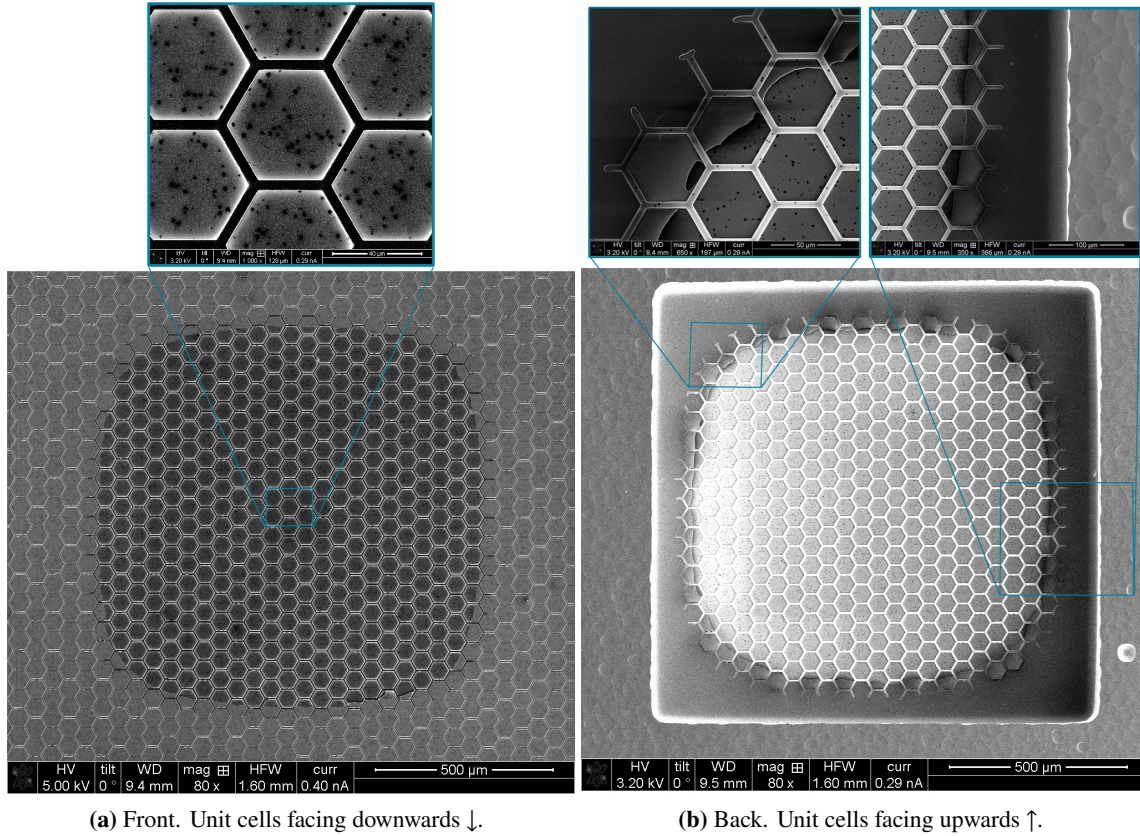 HV tilt WD mag ⊞ HFW curr
3.20 kV 0 ° 9.4 mm 1 000 x 128 µm 0.29 nA
40 µm
HV tilt WD mag ⊞ HFW curr
3.20 kV 0 ° 9.4 mm 650 x 197 µm 0.29 nA
50 µm
HV tilt WD mag ⊞ HFW curr
3.20 kV 0 ° 9.5 mm 350 x 366 µm 0.29 nA
100 µm
HV tilt WD mag ⊞ HFW curr
5.00 kV 0 ° 9.4 mm 80 x 1.60 mm 0.40 nA
500 µm
HV tilt WD mag ⊞ HFW curr
3.20 kV 0 ° 9.5 mm 80 x 1.60 mm 0.29 nA
500 µm
(a) Front. Unit cells facing downwards ↓.
(b) Back. Unit cells facing upwards ↑.